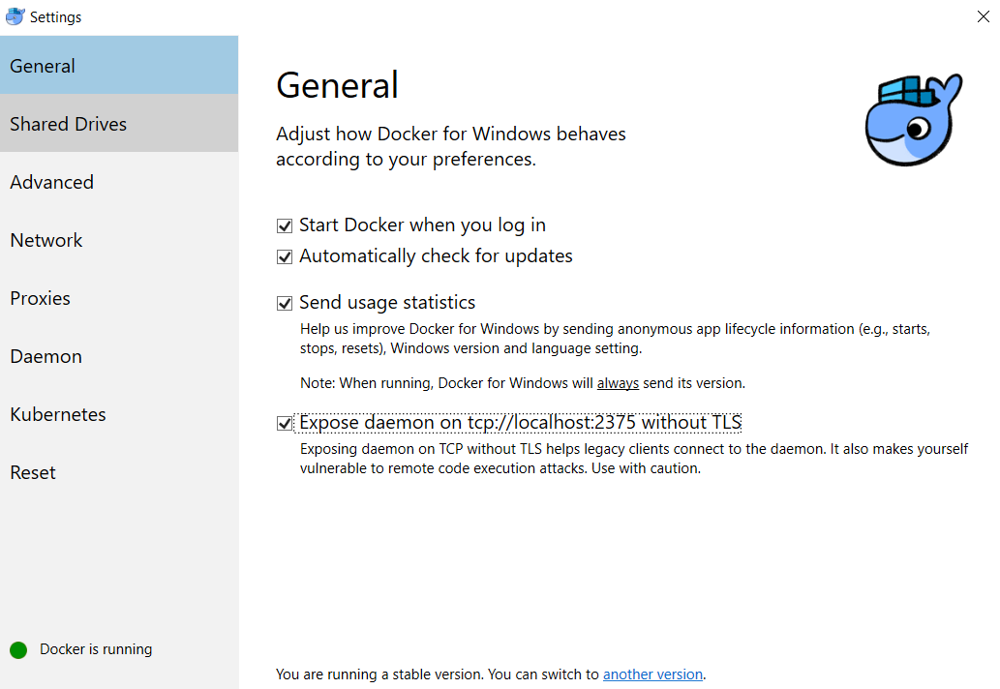 Settings
General
Shared Drives
Advanced
Network
Proxies
Daemon
Kubernetes
Reset
Docker is running
General
Adjust how Docker for Windows behaves
according to your preferences.
Start Docker when you log in
Automatically check for updates
Send usage statistics
Help us improve Docker for Windows by sending anonymous app lifecycle information (e.g., starts,
stops, resets), Windows version and language setting.
Note: When running, Docker for Windows will always send its version.
Expose daemon on tcp://localhost:2375 without TLS
Exposing daemon on TCP without TLS helps legacy clients connect to the daemon. It also makes yourself
vulnerable to remote code execution attacks. Use with caution.
You are running a stable version. You can switch to another version.